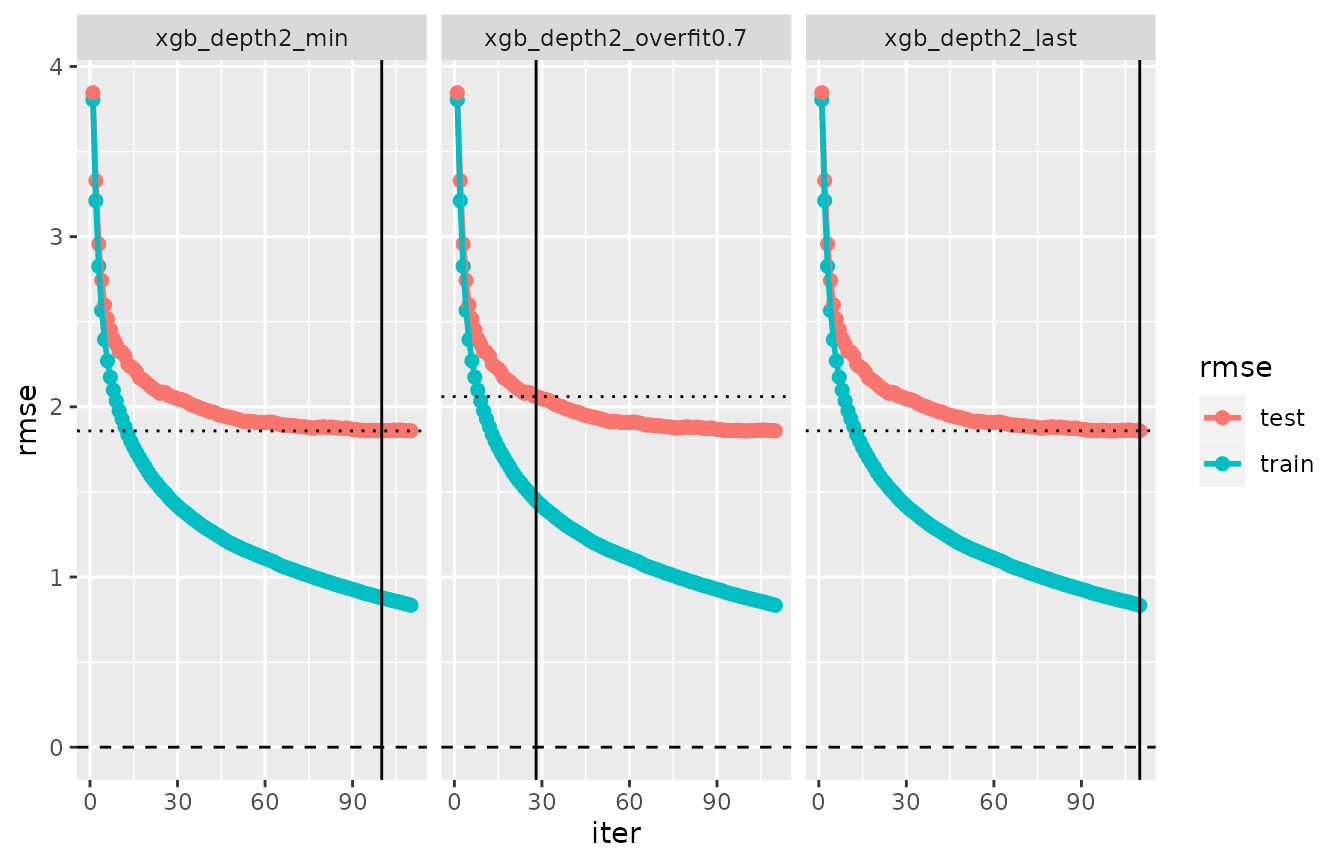 xgb_depth2_min
xgb_depth2_overfit0.7
xgb_depth2_last
4
3
2
1
0
rmse
0 30 60 90
0 30 60 90
0 30 60 90
iter
rmse
test
train